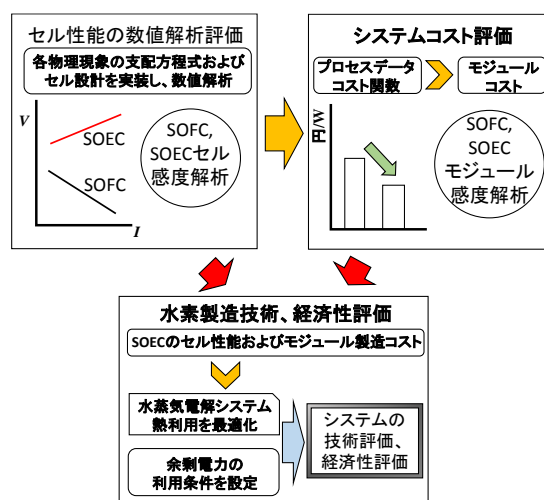 セル性能の数値解析評価
各物理現象の支配方程式および
セル設計を実装し、数値解析
V
SOEC
SOFC
I
SOFC,
SOECセル
感度解析
システムコスト評価
プロセスデータ
コスト関数
モジュール
コスト
円/W
SOFC,
SOEC
モジュール
感度解析
水素製造技術、経済性評価
SOECのセル性能およびモジュール製造コスト
水蒸気電解システム
熱利用を最適化
余剰電力の
利用条件を設定
システムの
技術評価、
経済性評価